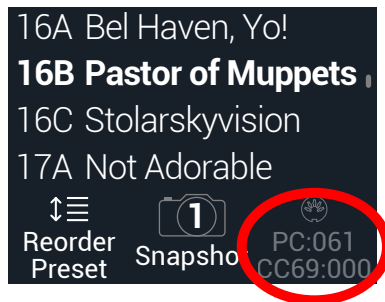 16A Bel Haven, Yo!
16B Pastor of Muppets
16C Stolarskyvision
17A Not Adorable
1
Reorder
Preset
Snapshot
PC:061
CC69:000